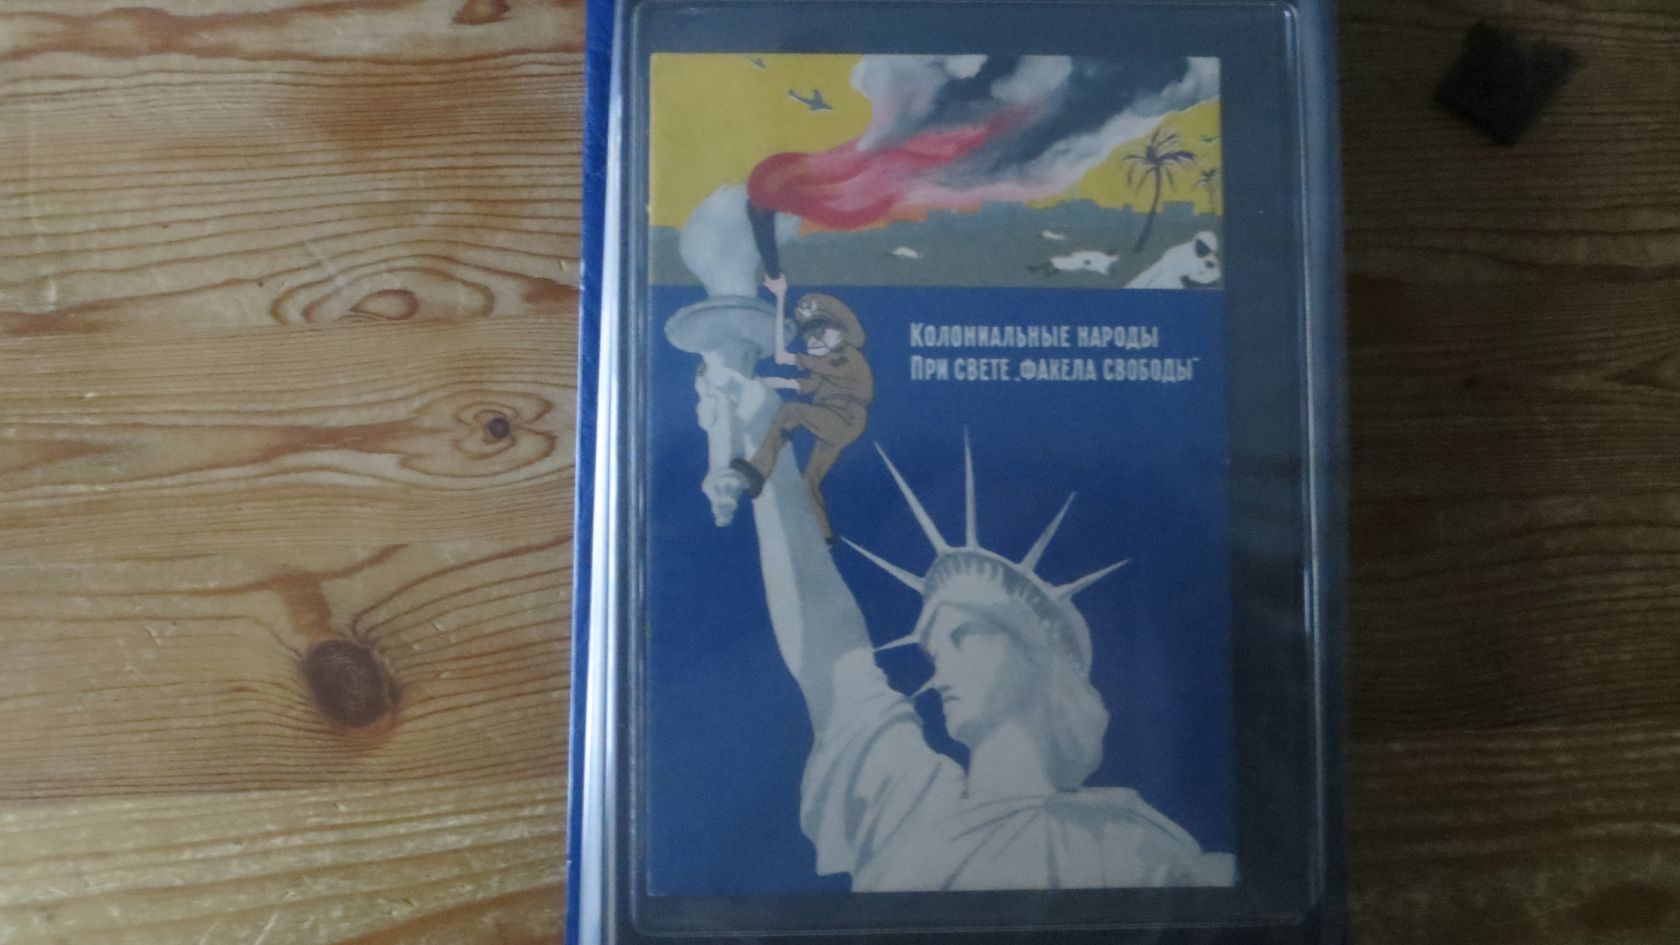 Колониальные народы
При свете „факела свободы"